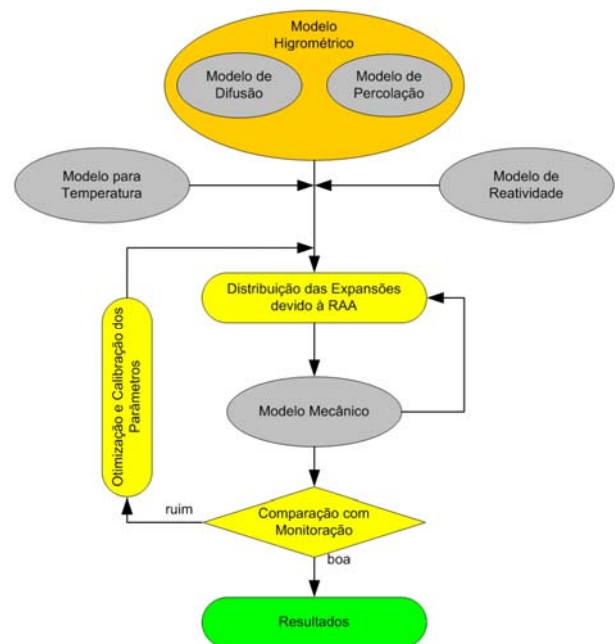 Modelo
Higrométrico
Modelo de
Difusão
Modelo de
Percolação
Modelo para
Temperatura
Modelo de
Reatividade
Distribuição das Expansões
devido à RAA
Otimização e Calibração dos
Parâmetros
Modelo Mecânico
ruim
Comparação com
Monitoração
boa
Resultados